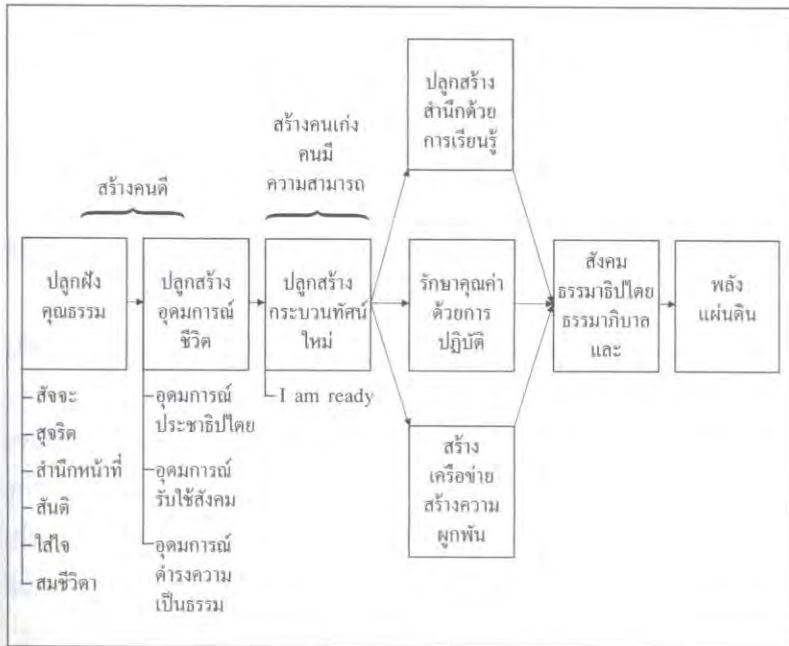 สร้างคนดี
ปลูกฝัง
คุณธรรม
สัจจะ
สุจริต
สำนึกหน้าที่
สันติ
ใส่ใจ
สมชีวิตา
ปลูกสร้าง
อุดมการณ์
ชีวิต
อุดมการณ์
ประชาธิปไตย
อุดมการณ์
รับใช้สังคม
อุดมการณ์
ดำรงความ
เป็นธรรม
สร้างคนเก่ง
คนมี
ความสามารถ
ปลูกสร้าง
กระบวนทัศน์
ใหม่
I am ready
ปลูกสร้าง
สำนึกด้วย
การเรียนรู้
รักษาคุณค่า
ด้วยการ
ปฏิบัติ
สร้าง
เครือข่าย
สร้างความ
ผูกพัน
สังคม
ธรรมาธิปไตย
ธรรมาภิบาล
และ
พลัง
แผ่นดิน